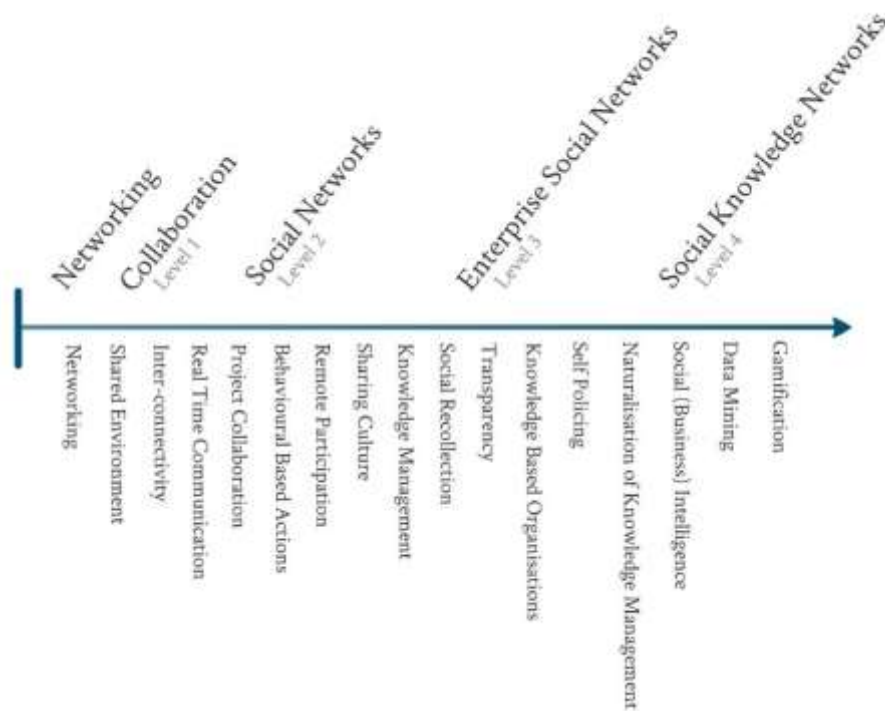 Networking
Collaboration
Level 1
Social Networks
Level 2
Enterprise Social Networks
Level 3
Social Knowledge Networks
Level 4
Networking
Shared Environment
Inter-connectivity
Real Time Communication
Project Collaboration
Behavioural Based Actions
Remote Participation
Sharing Culture
Knowledge Management
Social Recollection
Transparency
Knowledge Based Organisations
Self Policing
Naturalisation of Knowledge Management
Social (Business) Intelligence
Data Mining
Gamification